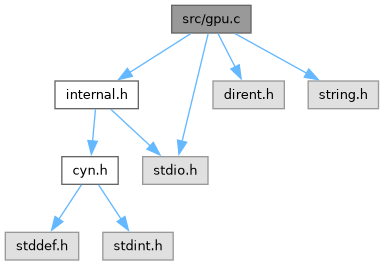 src/gpu.c
internal.h
dirent.h
string.h
cyn.h
stdio.h
stddef.h
stdint.h